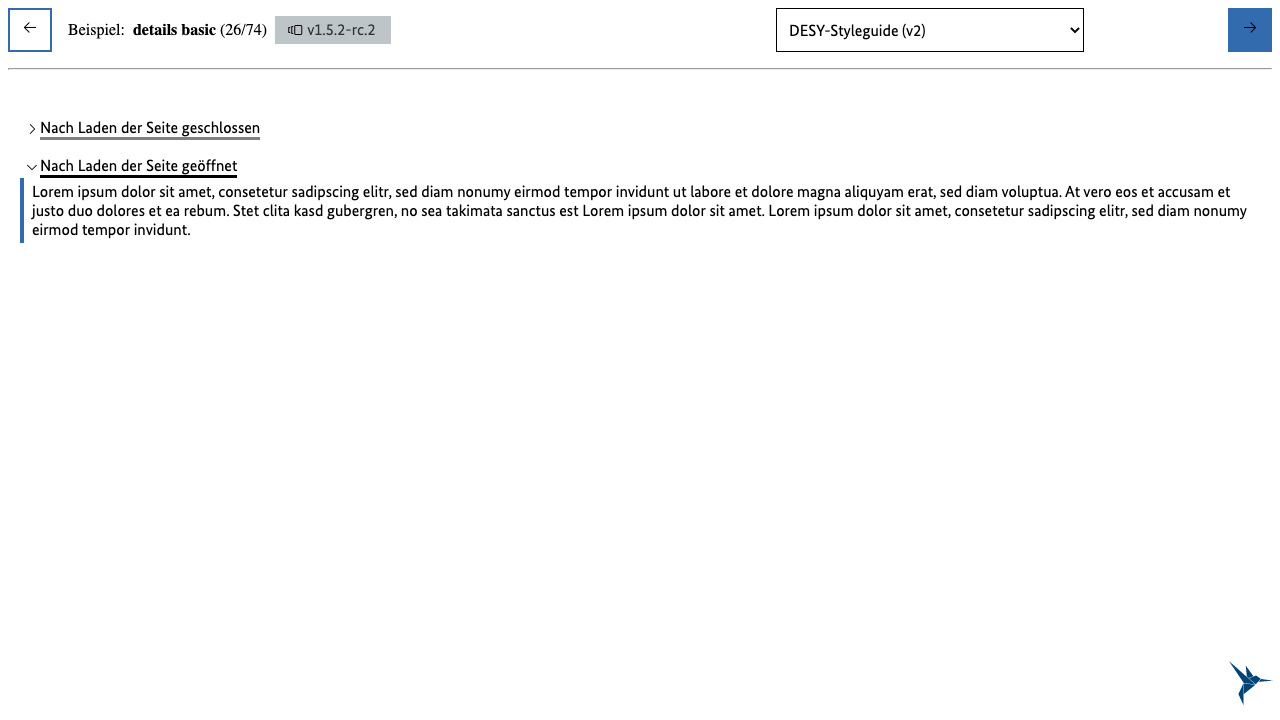 Beispiel: details basic (26/74) v1.5.2-rc.2 DESY-Styleguide (v2)
Nach Laden der Seite geschlossen
Nach Laden der Seite geöffnet
Lorem ipsum dolor sit amet, consetetur sadipscing elitr, sed diam nonumy eirmod tempor invidunt ut labore et dolore magna aliquyam erat, sed diam voluptua. At vero eos et accusam et
justo duo dolores et ea rebum. Stet clita kasd gubergren, no sea takimata sanctus est Lorem ipsum dolor sit amet. Lorem ipsum dolor sit amet, consetetur sadipscing elitr, sed diam nonumy
eirmod tempor invidunt.